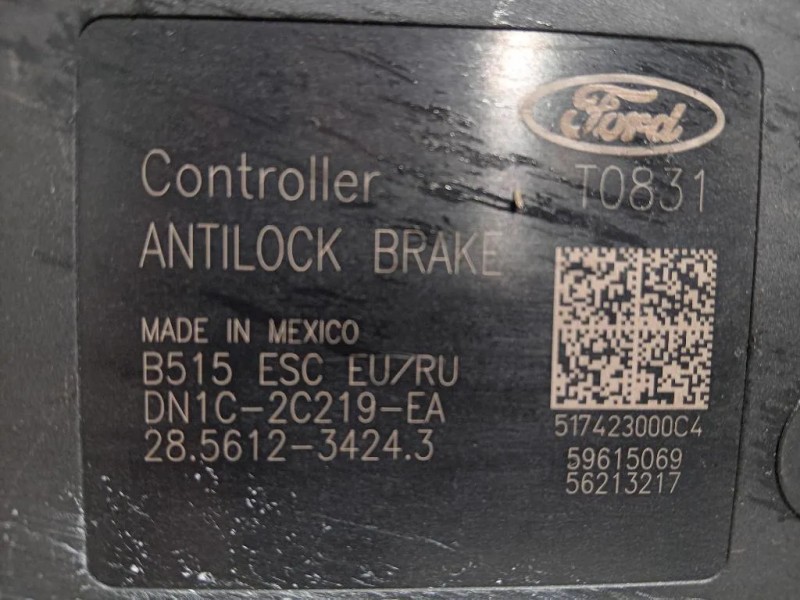 Ford
Controller T0831
ANTILOCK BRAKE
MADE IN MEXICO
B515 ESC EU/RU
DN1C-2C219-EA
28.5612-3424.3
517423000C4
59615069
56213217